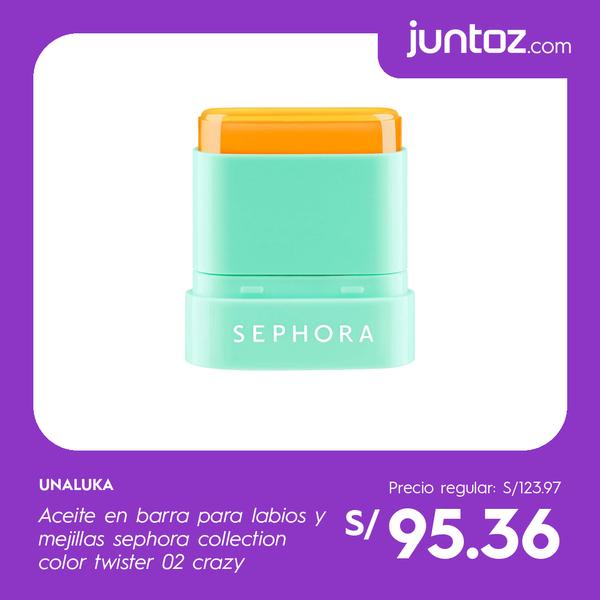 juntoz.com
SEPHORA
UNALUKA
Aceite en barra para labios y
mejillas sephora collection
color twister 02 crazy
Precio regular: S/123.97
S/ 95.36